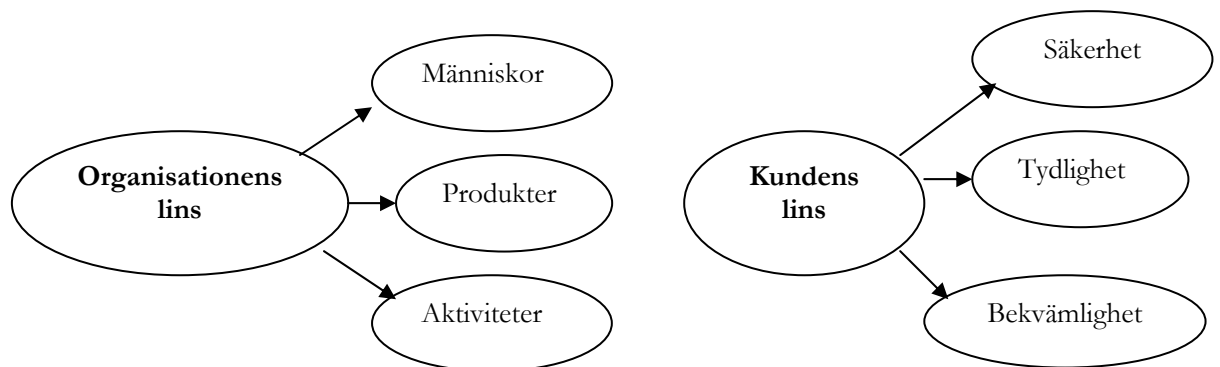 Människor
Organisationens
lins
Produkter
Aktiviteter
Säkerhet
Kundens
lins
Tydlighet
Bekvämlighet